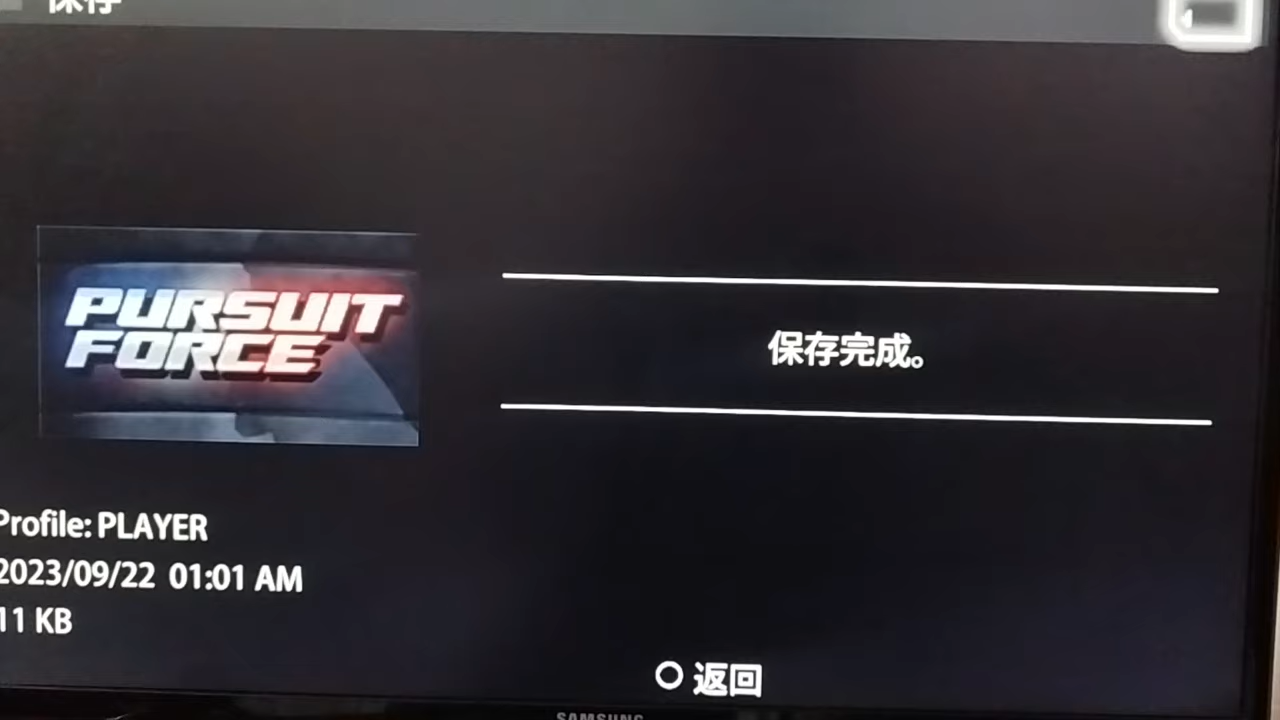 保存
PURSUIT
FORCE
保存完成。
Profile: PLAYER
2023/09/22 01:01 AM
11 KB
返回
SAMSUNG